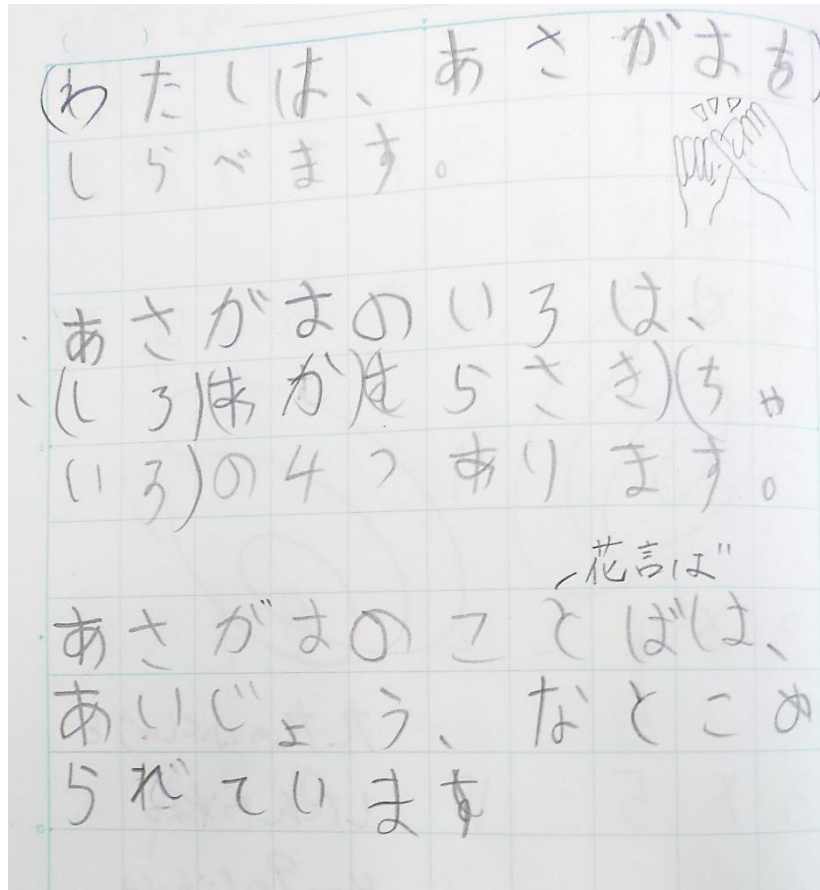 (わたしは、あさがおを)
しらべます。
あさがおのいろは、
(しろ)(あか)(むらさき)(ちゃ
いろ)の4つあります。
花言ば
あさがおのことばは、
あいじょう、なとこめ
られています